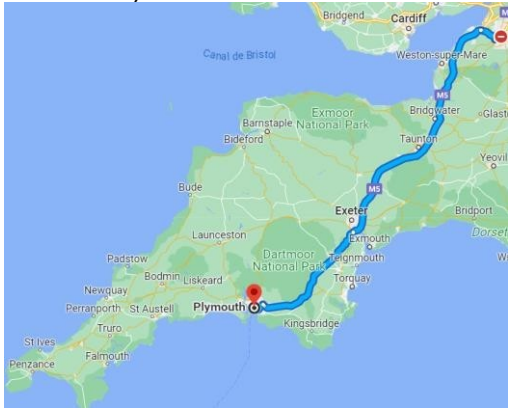 Bridgend
Cardiff
Canal de Bristol
Weston-super-Mare
M5
Exmoor
National Park
Bridgwater
Glast
Barnstaple
Bideford
Taunton
Yeovil
Bude
M5
Exeter
Bridport
Launceston
Exmouth
Dorset
Dartmoor
National Park
Teignmouth
Padstow
Bodmin
Liskeard
Torquay
Newquay
Plymouth
Perranporth
St Austell
Kingsbridge
Truro
St Ives
Falmouth
Penzance